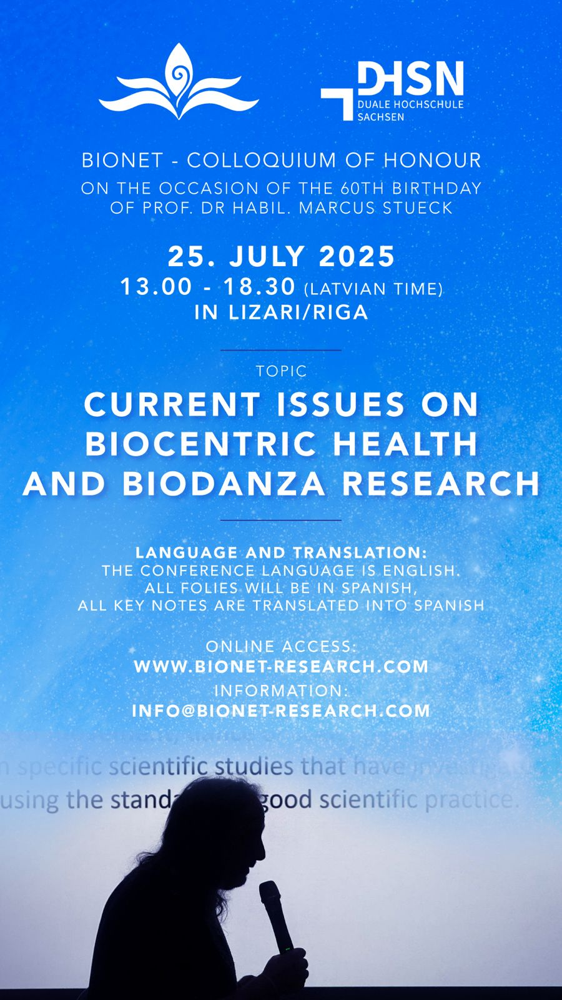 DHSN
DUALE HOCHSCHULE
SACHSEN
BIONET - COLLOQUIUM OF HONOUR
ON THE OCCASION OF THE 60TH BIRTHDAY
OF PROF. DR HABIL. MARCUS STUECK
25. JULY 2025
13.00 - 18.30 (LATVIAN TIME)
IN LIZARI/RIGA
TOPIC
CURRENT ISSUES ON
BIOCENTRIC HEALTH
AND BIODANZA RESEARCH
LANGUAGE AND TRANSLATION:
THE CONFERENCE LANGUAGE IS ENGLISH.
ALL FOLIES WILL BE IN SPANISH,
ALL KEY NOTES ARE TRANSLATED INTO SPANISH
ONLINE ACCESS:
WWW.BIONET-RESEARCH.COM
INFORMATION:
INFO@BIONET-RESEARCH.COM
specific scientific studies that have
using the good scientific practice.